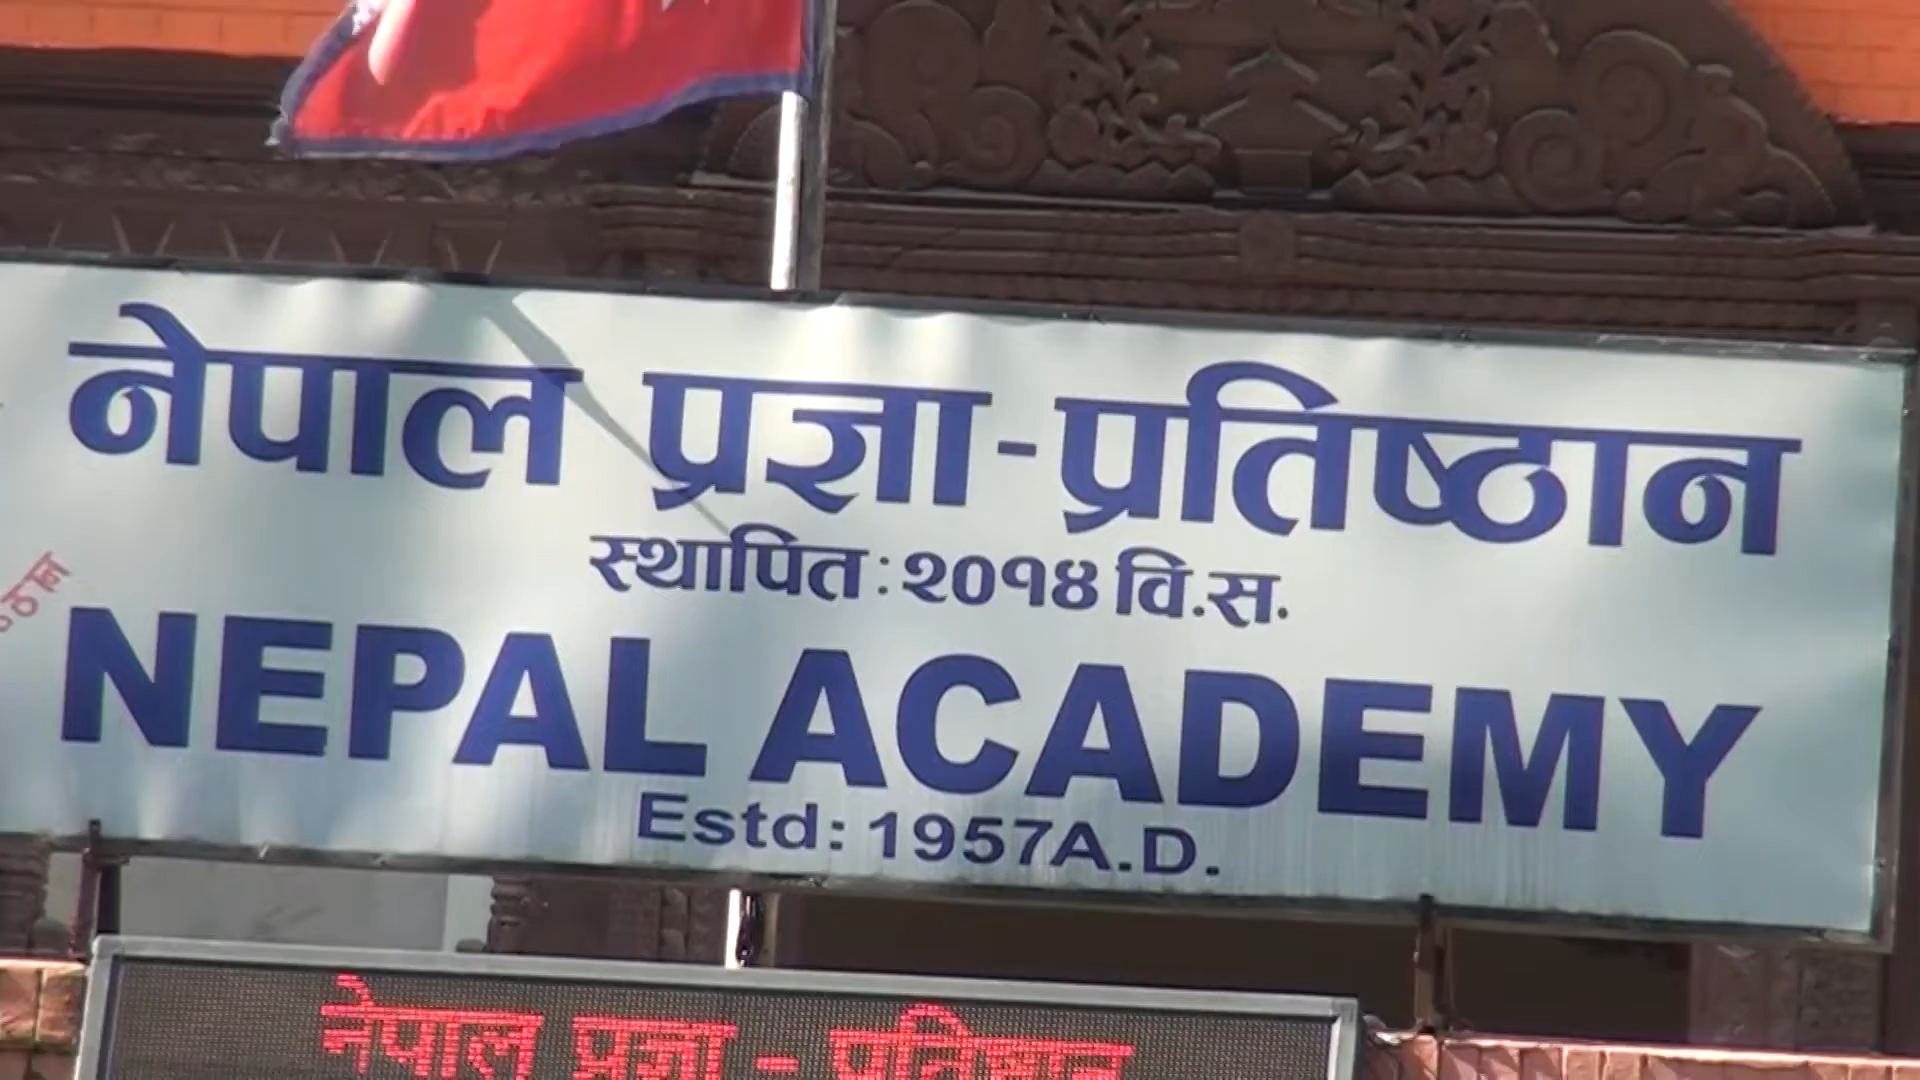 नेपाल प्रज्ञा-प्रतिष्ठान
स्थापित: २०१४ वि.स.
NEPAL ACADEMY
Estd: 1957A.D.
नेपाल प्रज्ञा - प्रतिष्ठान